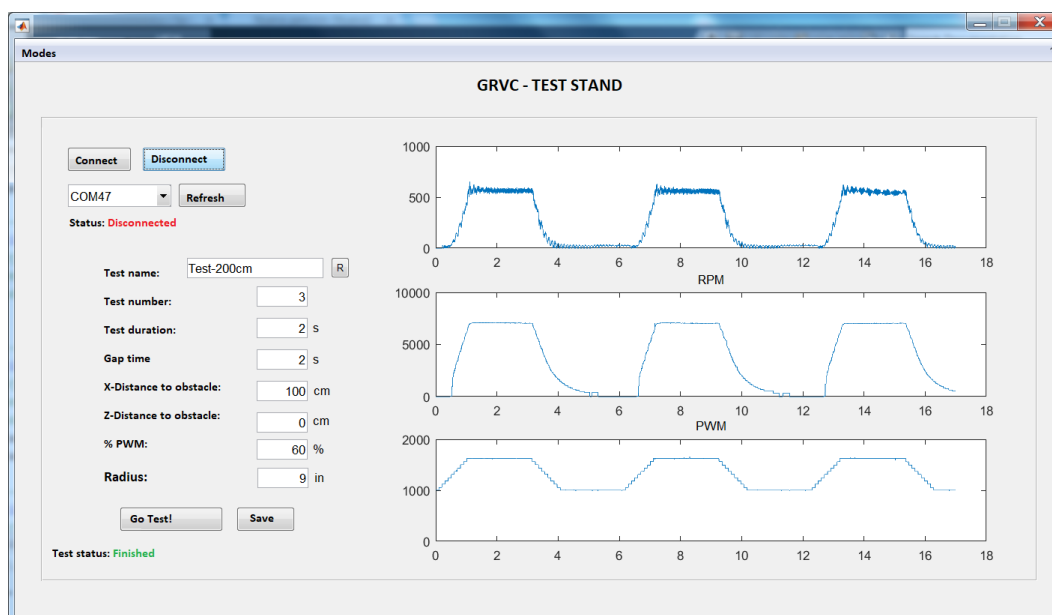 Modes
GRVC - TEST STAND
Connect
Disconnect
COM47
Refresh
Status: Disconnected
Test name:
Test-200cm
R
Test number:
3
Test duration:
2 s
Gap time
2 s
X-Distance to obstacle:
100 cm
Z-Distance to obstacle:
0 cm
% PWM:
60 %
Radius:
9 in
Go Test!
Save
Test status: Finished
1000
500
0
0 2 4 6 8 10 12 14 16 18
RPM
10000
5000
0
0 2 4 6 8 10 12 14 16 18
PWM
2000
1000
0
0 2 4 6 8 10 12 14 16 18